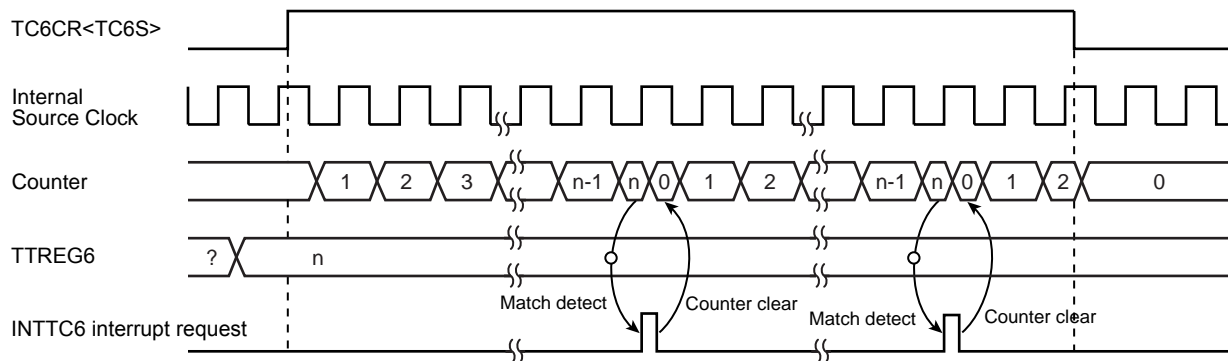 TC6CR<TC6S>
Internal
Source Clock
Counter
1 2 3 n-1 n 0 1 2 n-1 n 0 1 2 0
TTREG6
? n
Match detect Counter clear Match detect Counter clear
INTTC6 interrupt request